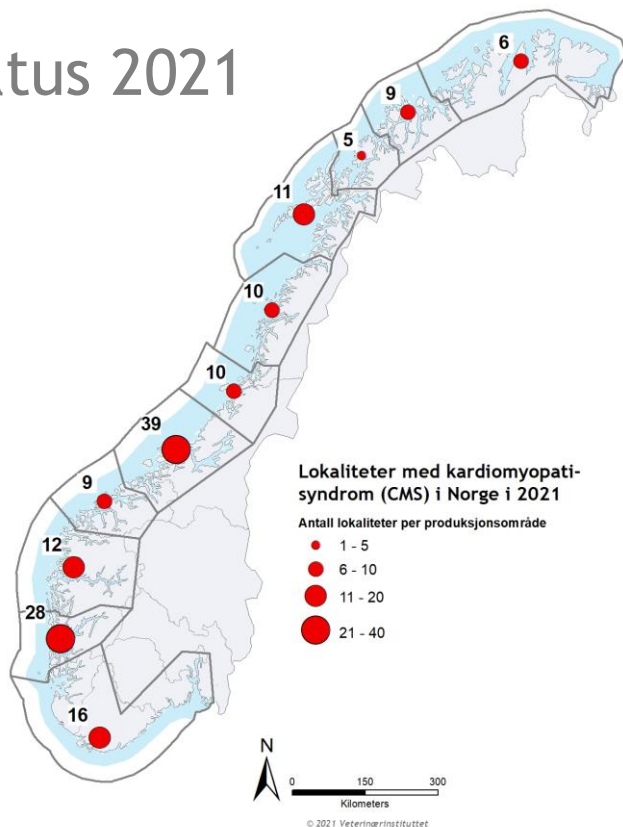 tus 2021
6
9
5
11
10
10
39
9
12
28
16
Lokaliteter med kardiomyopati-
syndrom (CMS) i Norge i 2021
Antall lokaliteter per produksjonsområde
1 - 5
6 - 10
11 - 20
21 - 40
N
0 150 300
Kilometers
© 2021 Veterinærinstituttet